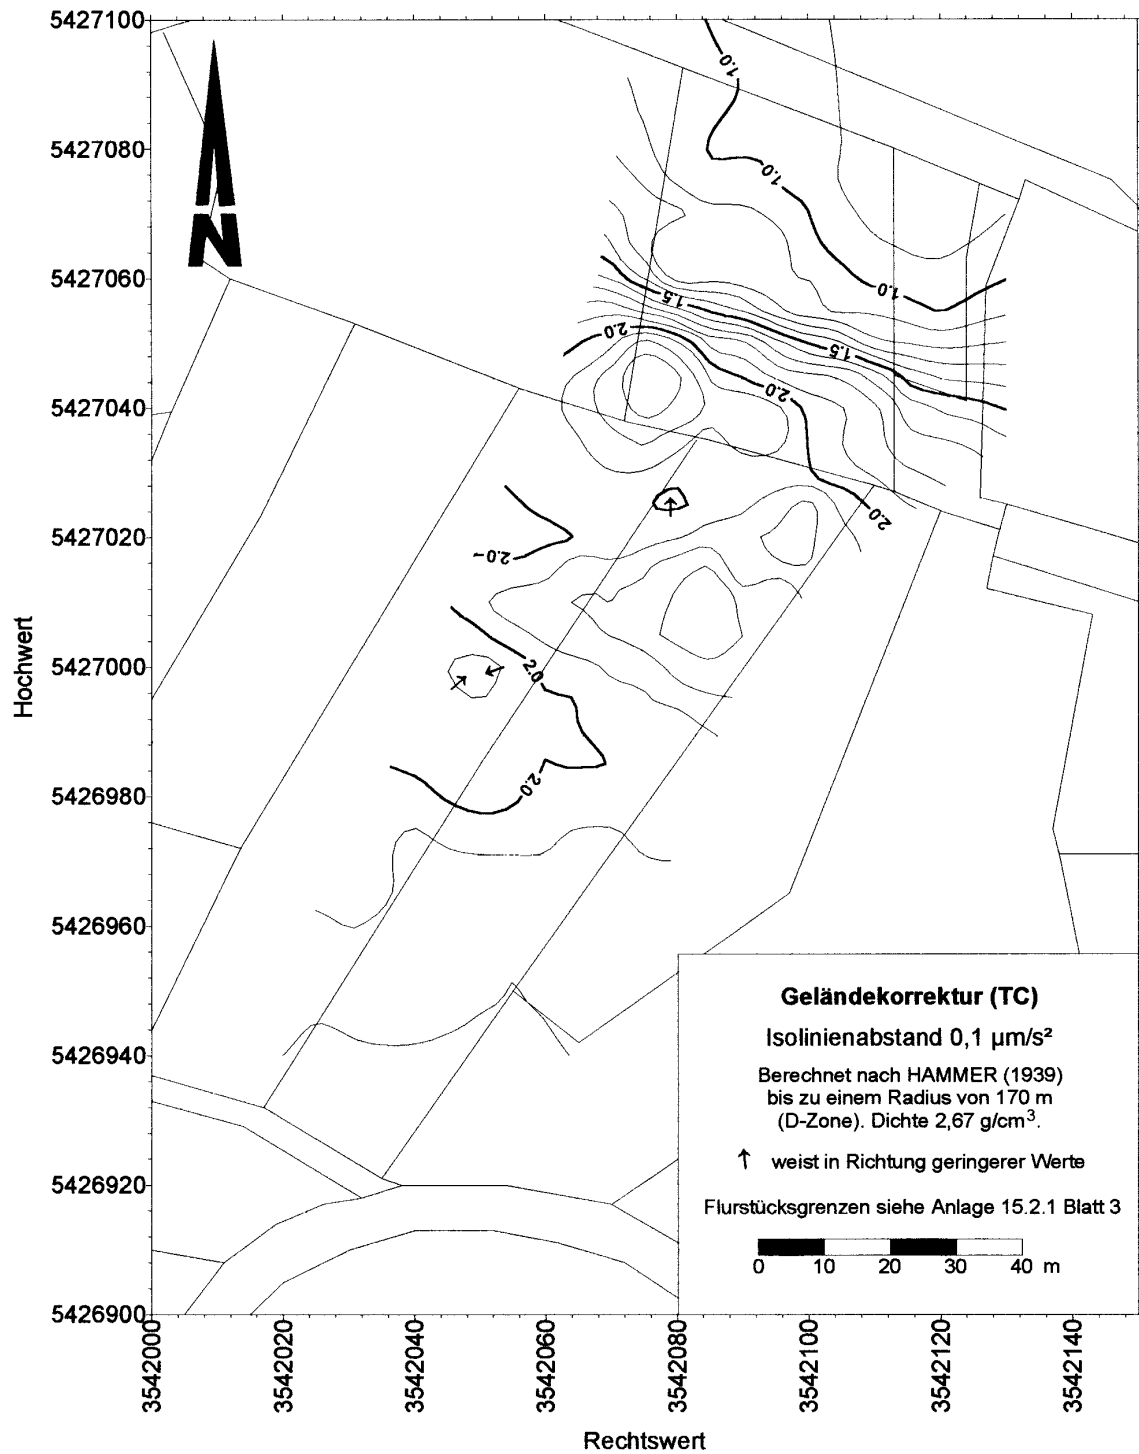 5427100
5427080
5427060
5427040
5427020
5427000
5426980
5426960
5426940
5426920
5426900
Hochwert
N
1.0
1.0
1.0
1.5
1.5
2.0
2.0
2.0
2.0
2.0
2.0
Geländekorrektur (TC)
Isolinienabstand 0,1 µm/s²
Berechnet nach HAMMER (1939)
bis zu einem Radius von 170 m
(D-Zone). Dichte 2,67 g/cm³.
↑ weist in Richtung geringerer Werte
Flurstücksgrenzen siehe Anlage 15.2.1 Blatt 3
0 10 20 30 40 m
3542000
3542020
3542040
3542060
3542080
3542100
3542120
3542140
Rechtswert